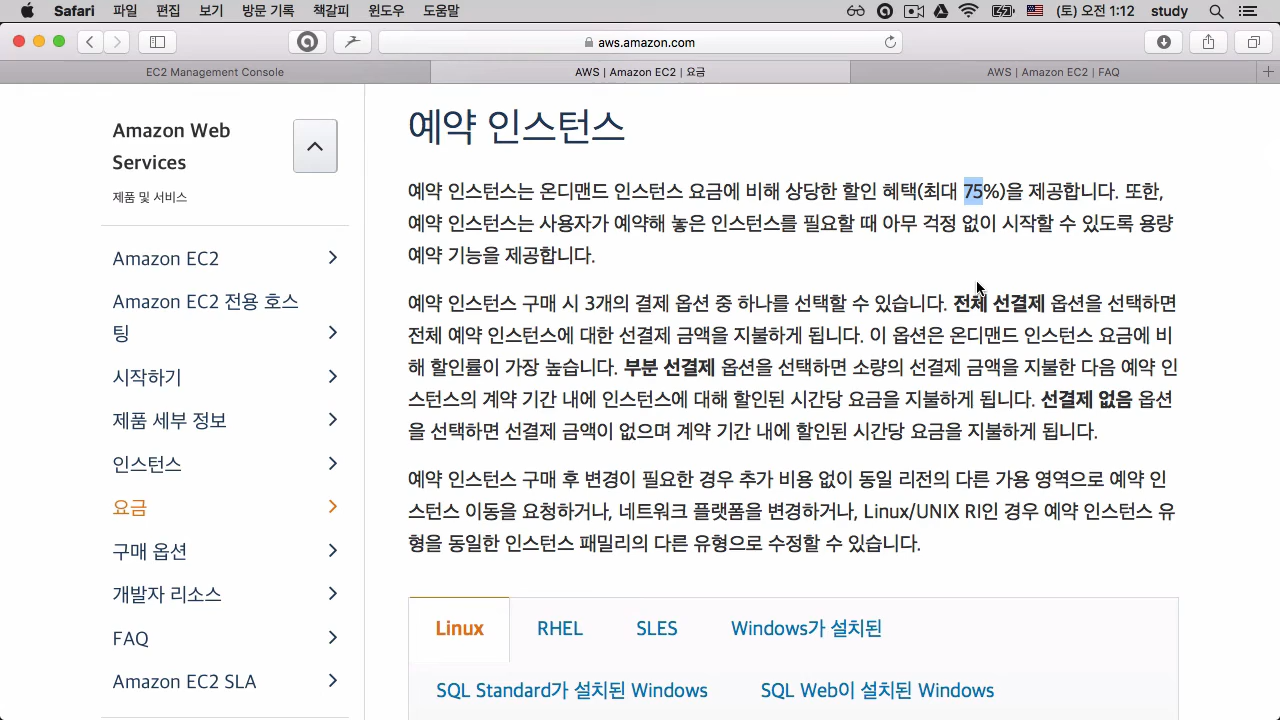 Safari 파일 편집 보기 방문 기록 책갈피 윈도우 도움말 (토) 오전 1:12 study
aws.amazon.com
EC2 Management Console
AWS | Amazon EC2 | 요금
AWS | Amazon EC2 | FAQ
Amazon Web
Services
제품 및 서비스
Amazon EC2
Amazon EC2 전용 호스
팅
시작하기
제품 세부 정보
인스턴스
요금
구매 옵션
개발자 리소스
FAQ
Amazon EC2 SLA
예약 인스턴스
예약 인스턴스는 온디맨드 인스턴스 요금에 비해 상당한 할인 혜택(최대 75%)을 제공합니다. 또한,
예약 인스턴스는 사용자가 예약해 놓은 인스턴스를 필요할 때 아무 걱정 없이 시작할 수 있도록 용량
예약 기능을 제공합니다.
예약 인스턴스 구매 시 3개의 결제 옵션 중 하나를 선택할 수 있습니다. 전체 선결제 옵션을 선택하면
전체 예약 인스턴스에 대한 선결제 금액을 지불하게 됩니다. 이 옵션은 온디맨드 인스턴스 요금에 비
해 할인률이 가장 높습니다. 부분 선결제 옵션을 선택하면 소량의 선결제 금액을 지불한 다음 예약 인
스턴스의 계약 기간 내에 인스턴스에 대해 할인된 시간당 요금을 지불하게 됩니다. 선결제 없음 옵션
을 선택하면 선결제 금액이 없으며 계약 기간 내에 할인된 시간당 요금을 지불하게 됩니다.
예약 인스턴스 구매 후 변경이 필요한 경우 추가 비용 없이 동일 리전의 다른 가용 영역으로 예약 인
스턴스 이동을 요청하거나, 네트워크 플랫폼을 변경하거나, Linux/UNIX RI인 경우 예약 인스턴스 유
형을 동일한 인스턴스 패밀리의 다른 유형으로 수정할 수 있습니다.
Linux RHEL SLES Windows가 설치된
SQL Standard가 설치된 Windows SQL Web이 설치된 Windows